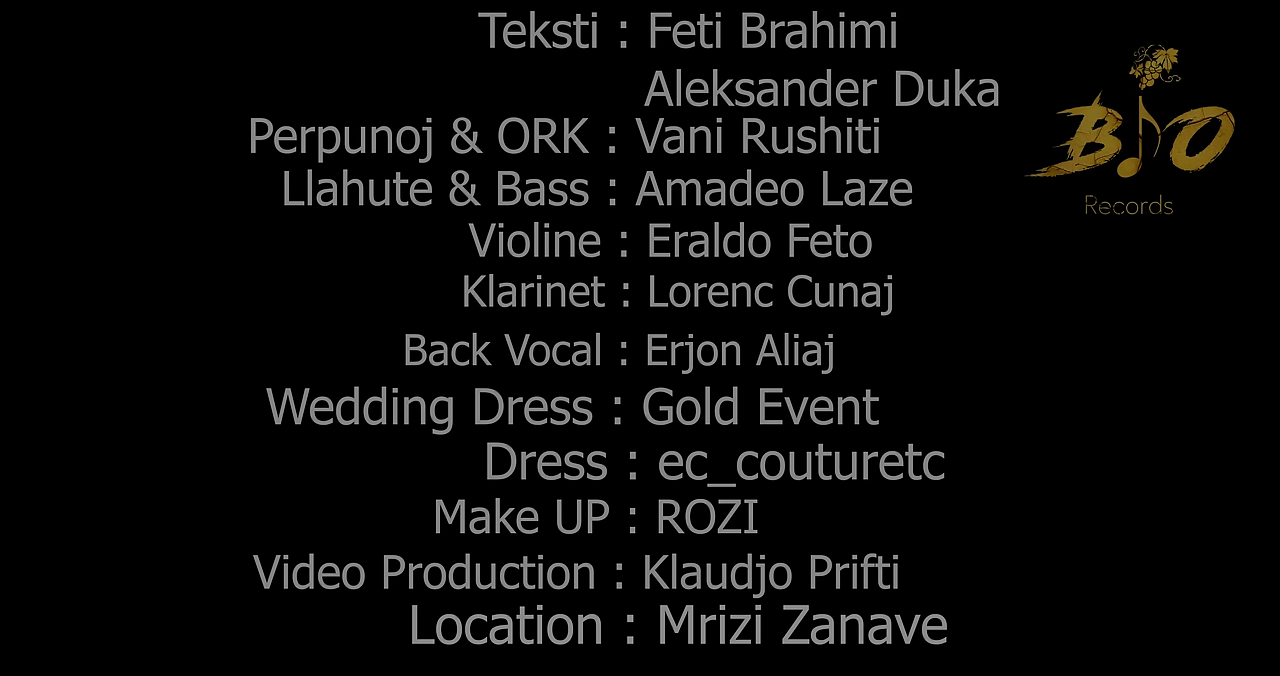 Teksti : Feti Brahimi
Aleksander Duka
Perpunoj & ORK : Vani Rushiti
Llahute & Bass : Amadeo Laze
Violine : Eraldo Feto
Klarinet : Lorenc Cunaj
Back Vocal : Erjon Aliaj
Wedding Dress : Gold Event
Dress : ec_couturetc
Make UP : ROZI
Video Production : Klaudjo Prifti
Location : Mrizi Zanave
BIO
Records